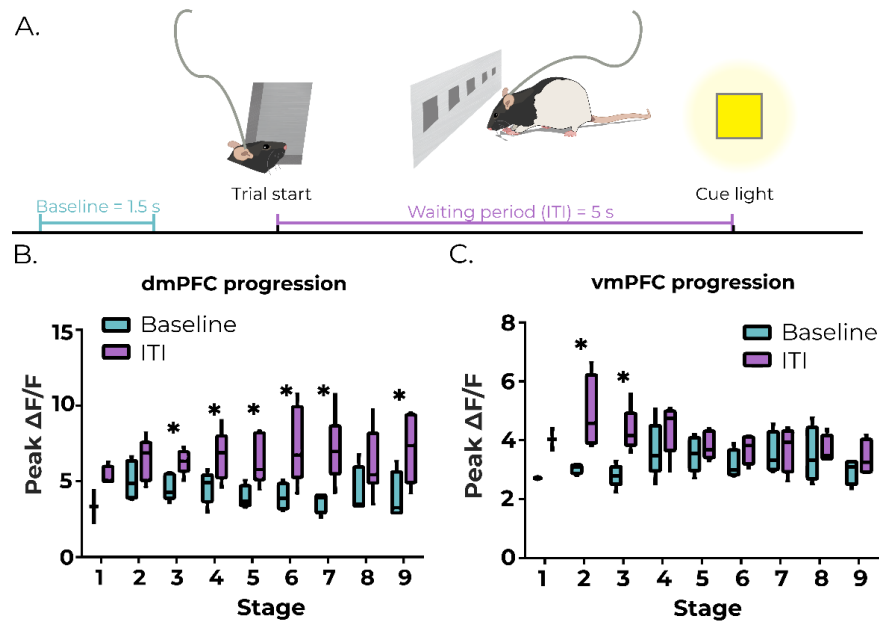 A.
Trial start
Cue light
Baseline = 1.5 s
Waiting period (ITI) = 5 s
B.
dmPFC progression
Baseline
ITI
Peak ΔF/F
15
10
5
0
* * * * * *
1 2 3 4 5 6 7 8 9
Stage
C.
vmPFC progression
Baseline
ITI
Peak ΔF/F
8
6
4
2
0
* *
1 2 3 4 5 6 7 8 9
Stage